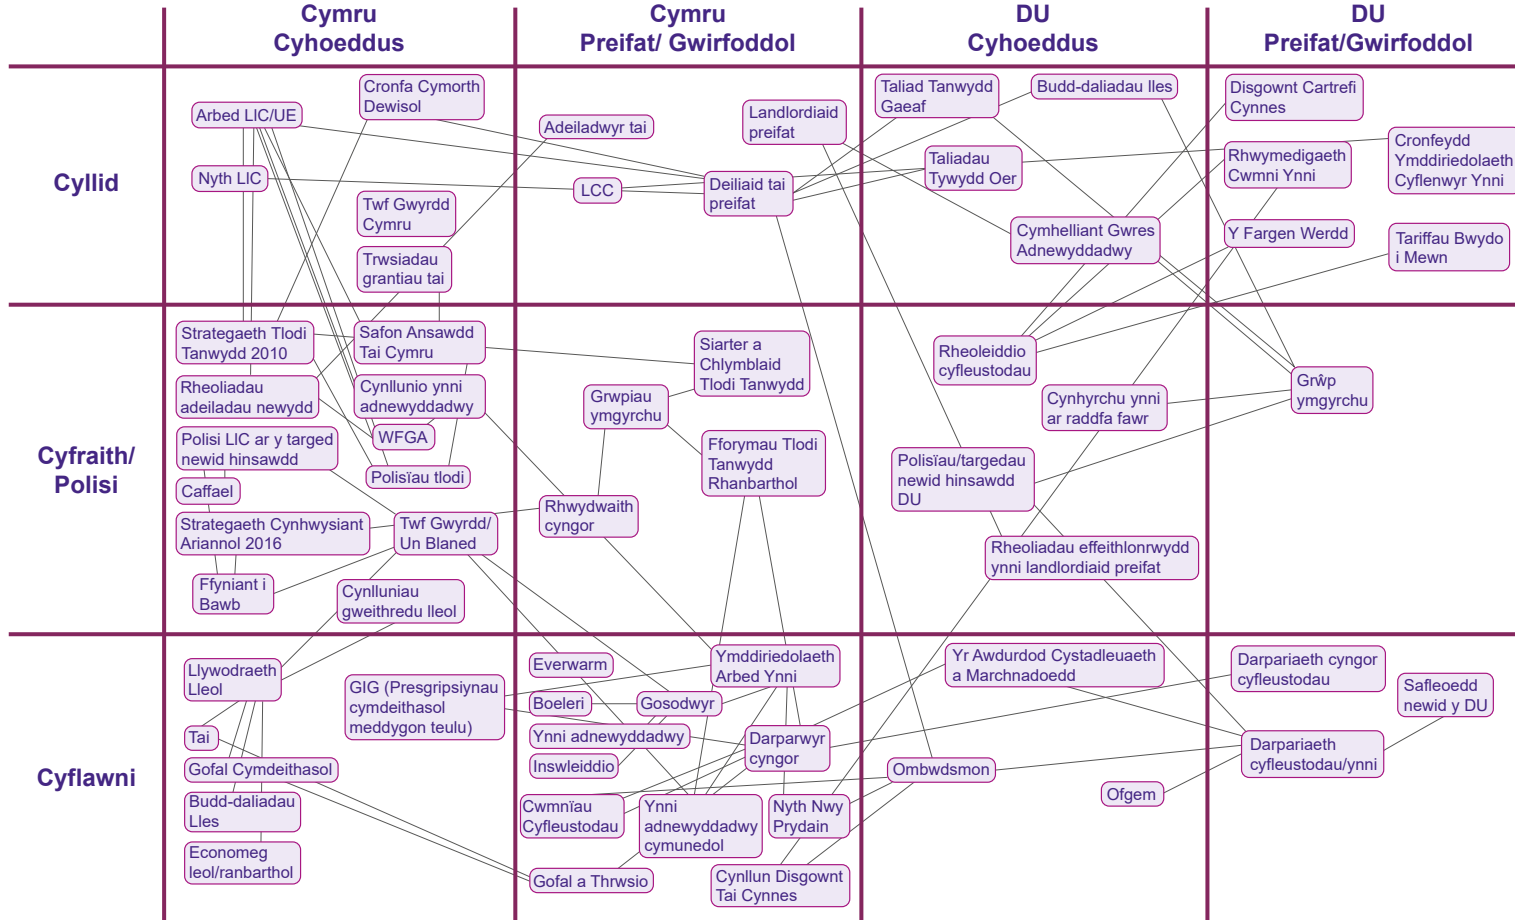 Cymru
Cyhoeddus
Cymru
Preifat/ Gwirfoddol
DU
Cyhoeddus
DU
Preifat/Gwirfoddol
Cyllid
Arbed LIC/UE
Cronfa Cymorth
Dewisol
Nyth LIC
Twf Gwyrdd
Cymru
Trwsiadau
grantiau tai
Adeiladwyr tai
Landlordiaid
preifat
LCC
Deiliaid tai
preifat
Taliad Tanwydd
Gaeaf
Budd-daliadau lles
Taliadau
Tywydd Oer
Cymhelliant Gwres
Adnewyddadwy
Disgownt Cartrefi
Cynnes
Rhwymedigaeth
Cwmni Ynni
Cronfeydd
Ymddiriedolaeth
Cyflenwyr Ynni
Y Fargen Werdd
Tariffau Bwydo
i Mewn
Cyfraith/
Polisi
Strategaeth Tlodi
Tanwydd 2010
Safon Ansawdd
Tai Cymru
Rheoliadau
adeiladau newydd
Cynllunio ynni
adnewyddadwy
WFGA
Polisi LIC ar y targed
newid hinsawdd
Polisïau tlodi
Caffael
Strategaeth Cynhwysiant
Ariannol 2016
Twf Gwyrdd/
Un Blaned
Ffyniant i
Bawb
Cynlluniau
gweithredu lleol
Siarter a
Chlymblaid
Tlodi Tanwydd
Grwpiau
ymgyrchu
Fforymau Tlodi
Tanwydd
Rhanbarthol
Rhwydwaith
cyngor
Rheoleiddio
cyfleustodau
Cynhyrchu ynni
ar raddfa fawr
Polisïau/targedau
newid hinsawdd
DU
Rheoliadau effeithlonrwydd
ynni landlordiaid preifat
Grŵp
ymgyrchu
Cyflawni
Llywodraeth
Lleol
GIG (Presgripsiynau
cymdeithasol
meddygon teulu)
Tai
Gofal Cymdeithasol
Budd-daliadau
Lles
Economeg
leol/ranbarthol
Everwarm
Ymddiriedolaeth
Arbed Ynni
Boeleri
Gosodwyr
Ynni adnewyddadwy
Darparwyr
cyngor
Inswleiddio
Cwmnïau
Cyfleustodau
Ynni
adnewyddadwy
cymunedol
Nyth Nwy
Prydain
Gofal a Thrwsio
Cynllun Disgownt
Tai Cynnes
Yr Awdurdod Cystadleuaeth
a Marchnadoedd
Ombwdsmon
Ofgem
Darpariaeth cyngor
cyfleustodau
Safleoedd
newid y DU
Darpariaeth
cyfleustodau/ynni